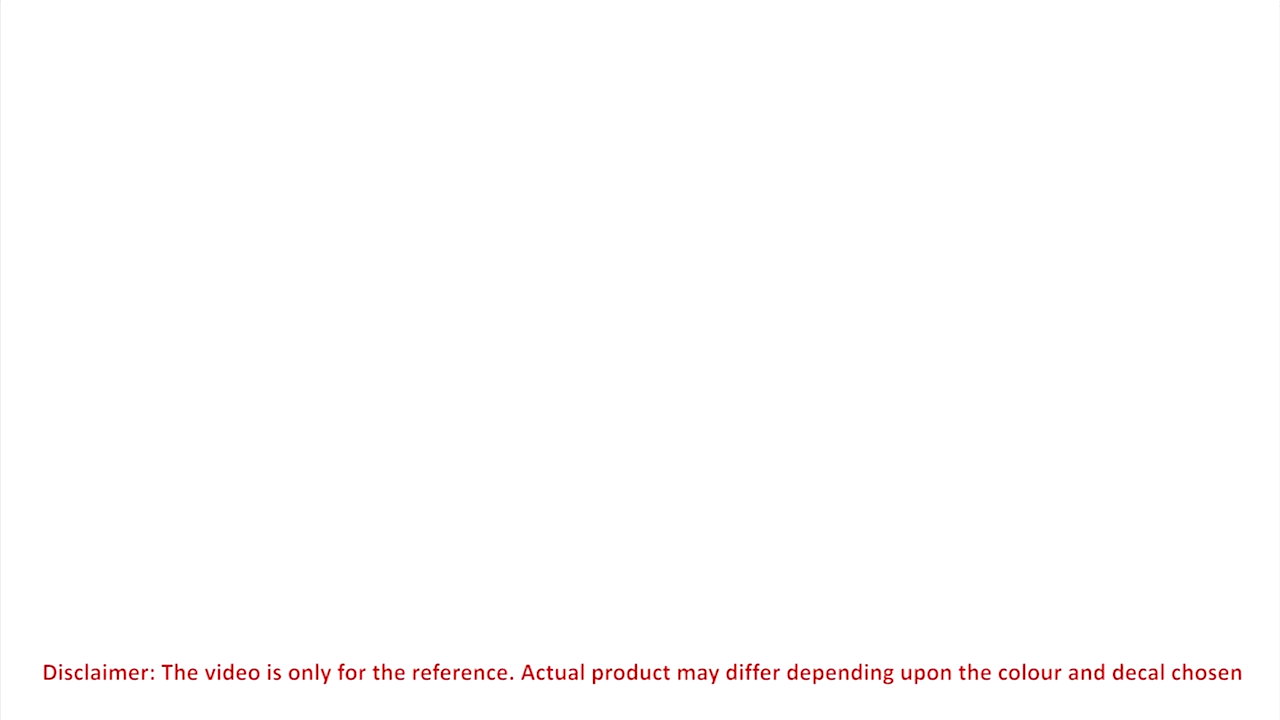 Disclaimer: The video is only for the reference. Actual product may differ depending upon the colour and decal chosen